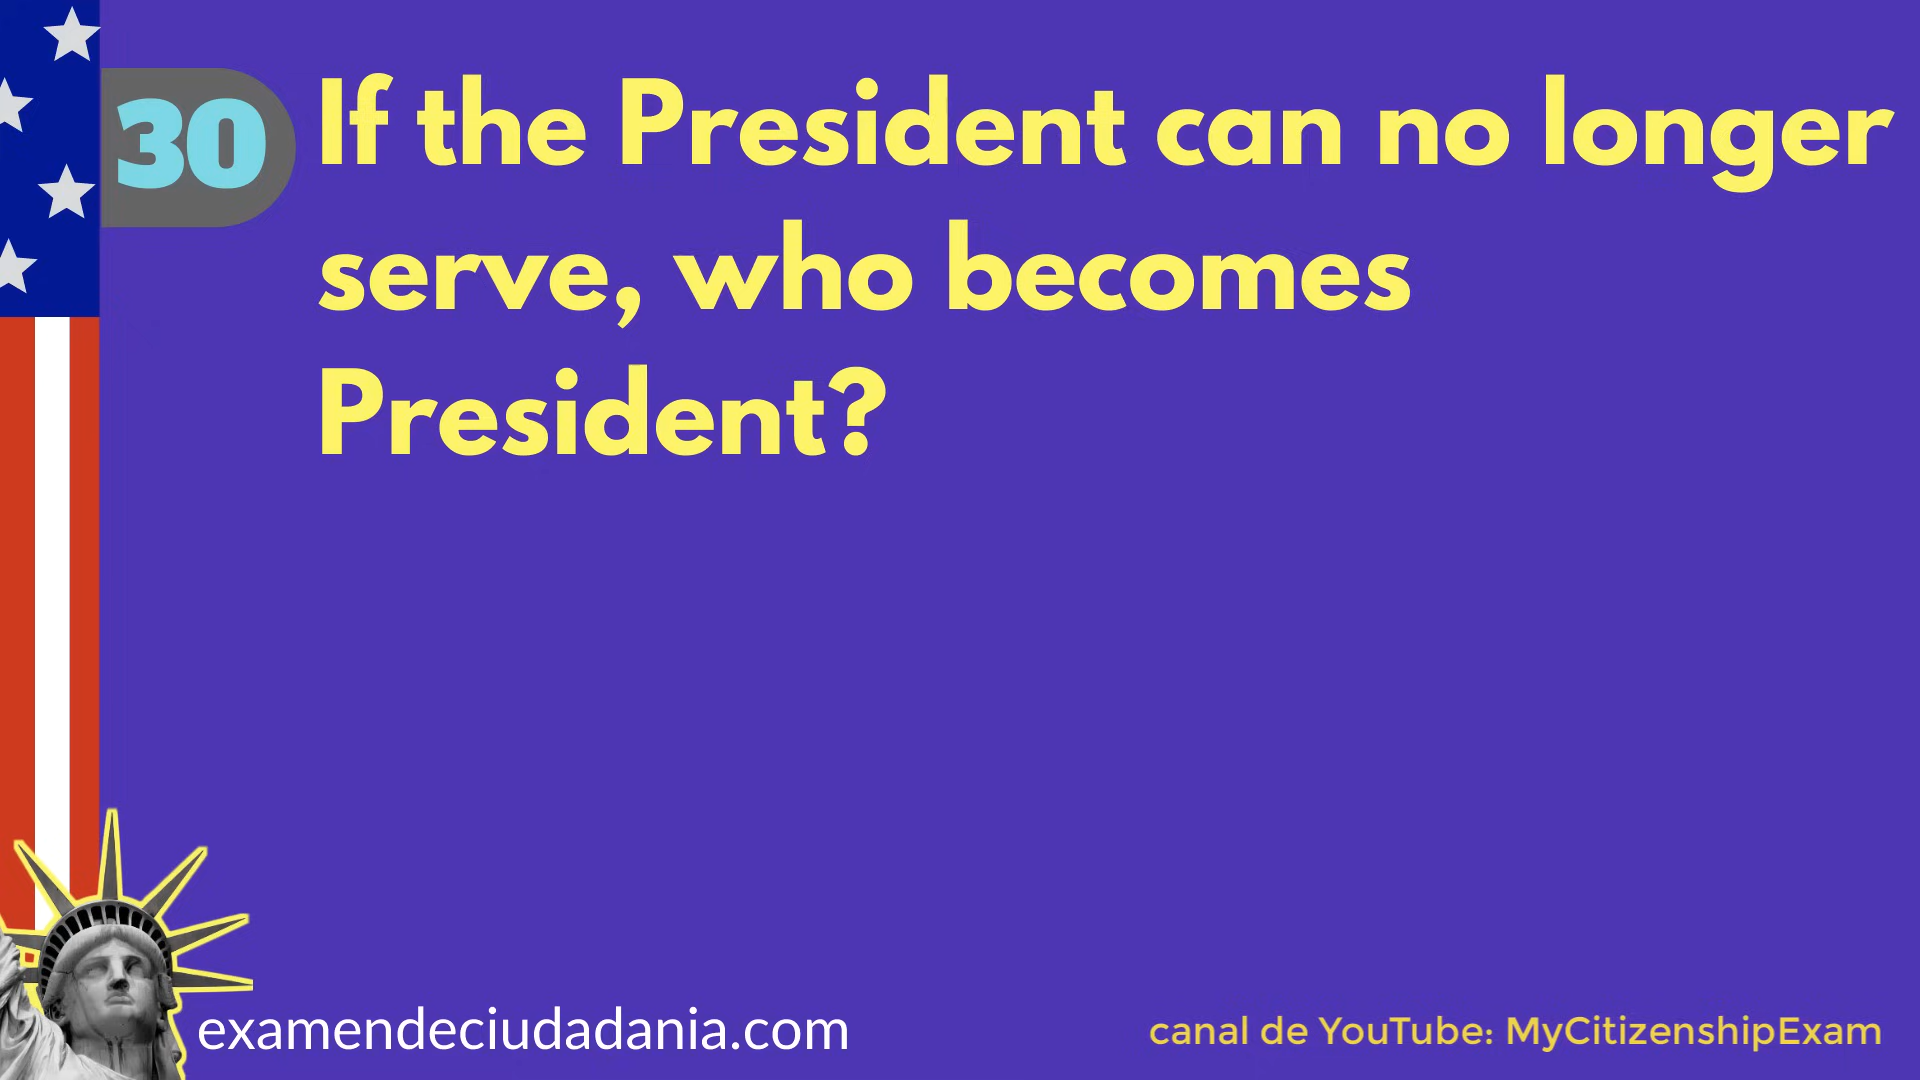 30
If the President can no longer
serve, who becomes
President?
examendeciudadania.com
canal de YouTube: MyCitizenshipExam